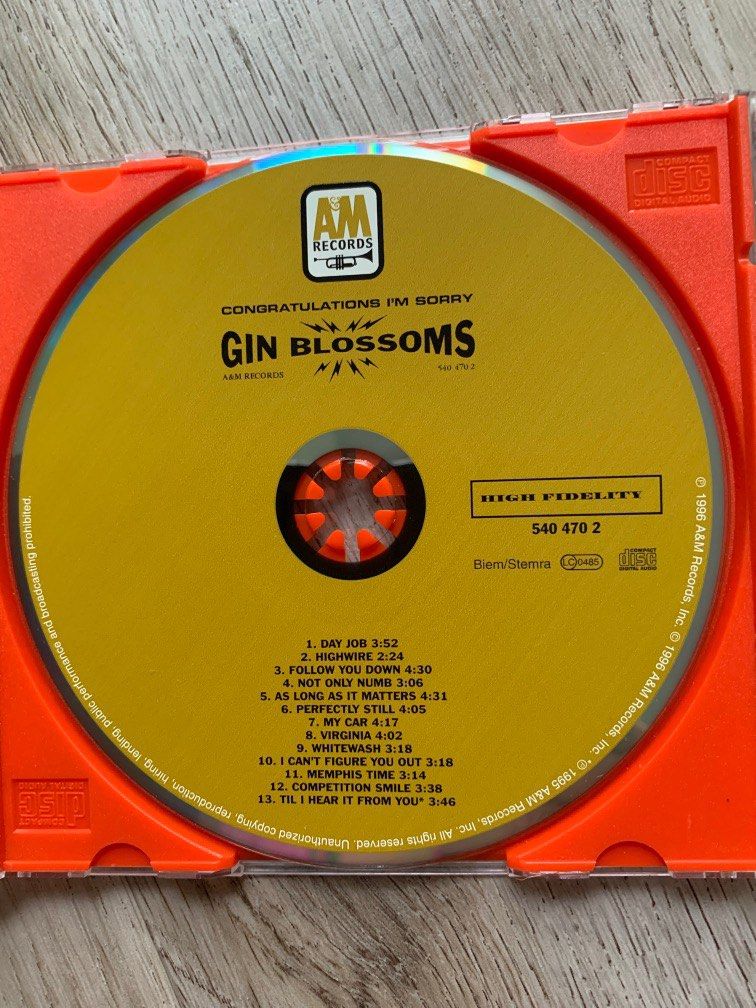 COMPACT
disc
DIGITAL AUDIO
A&M
RECORDS
CONGRATULATIONS I'M SORRY
GIN BLOSSOMS
A&M RECORDS 540 470 2
HIGH FIDELITY
540 470 2
Biem/Stemra LC0485 COMPACT disc DIGITAL AUDIO
1. DAY JOB 3:52
2. HIGHWIRE 2:24
3. FOLLOW YOU DOWN 4:30
4. NOT ONLY NUMB 3:06
5. AS LONG AS IT MATTERS 4:31
6. PERFECTLY STILL 4:05
7. MY CAR 4:17
8. VIRGINIA 4:02
9. WHITEWASH 3:18
10. I CAN'T FIGURE YOU OUT 3:18
11. MEMPHIS TIME 3:14
12. COMPETITION SMILE 3:38
13. TIL I HEAR IT FROM YOU* 3:46
℗ 1996 A&M Records, Inc. © 1996 A&M Records, Inc. * © 1995 A&M Records, Inc. All rights reserved. Unauthorized copying, reproduction, hiring, lending, public performance and broadcasting prohibited.
COMPACT
disc
DIGITAL AUDIO